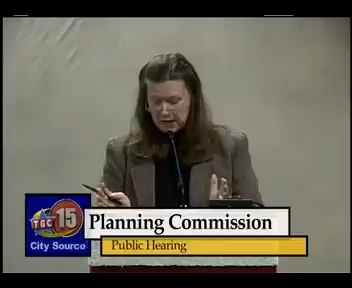 Planning Commission
Public Hearing
TGC 15
City Source